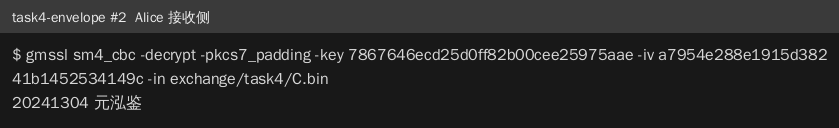 task4-envelope #2 Alice 接收侧
$ gmssl sm4_cbc -decrypt -pkcs7_padding -key 7867646ecd25d0ff82b00cee25975aae -iv a7954e288e1915d382
41b1452534149c -in exchange/task4/C.bin
20241304 元泓鉴